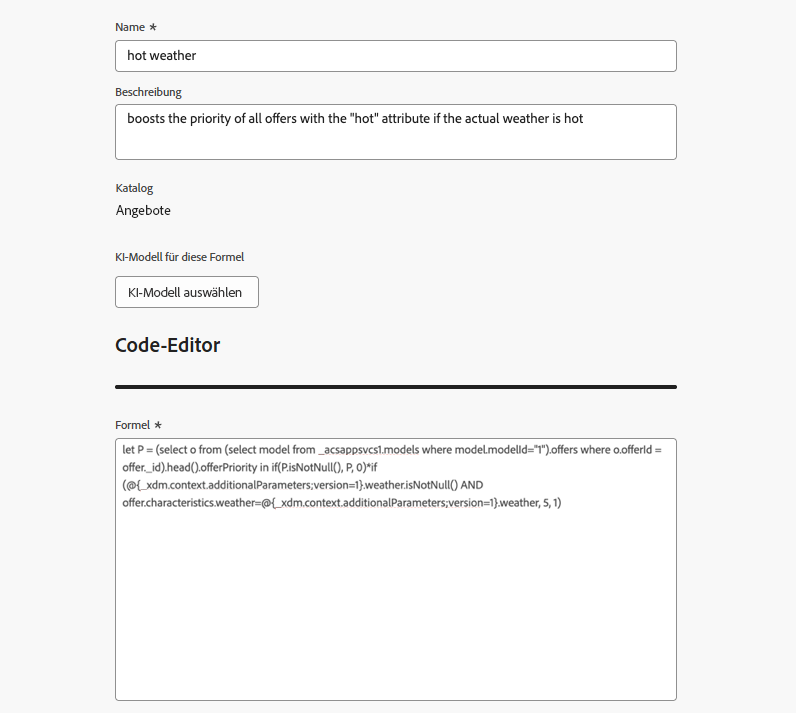 Name *
hot weather
Beschreibung
boosts the priority of all offers with the "hot" attribute if the actual weather is hot
Katalog
Angebote
KI-Modell für diese Formel
KI-Modell auswählen
Code-Editor
Formel *
let P = (select o from (select model from _acsappsvcs1.models where model.modelId="1").offers where o.offerId =
offer._id).head().offerPriority in if(P.isNotNull(), P, 0)*if
(@{_xdm.context.additionalParameters;version=1}.weather.isNotNull() AND
offer.characteristics.weather=@{_xdm.context.additionalParameters;version=1}.weather, 5, 1)